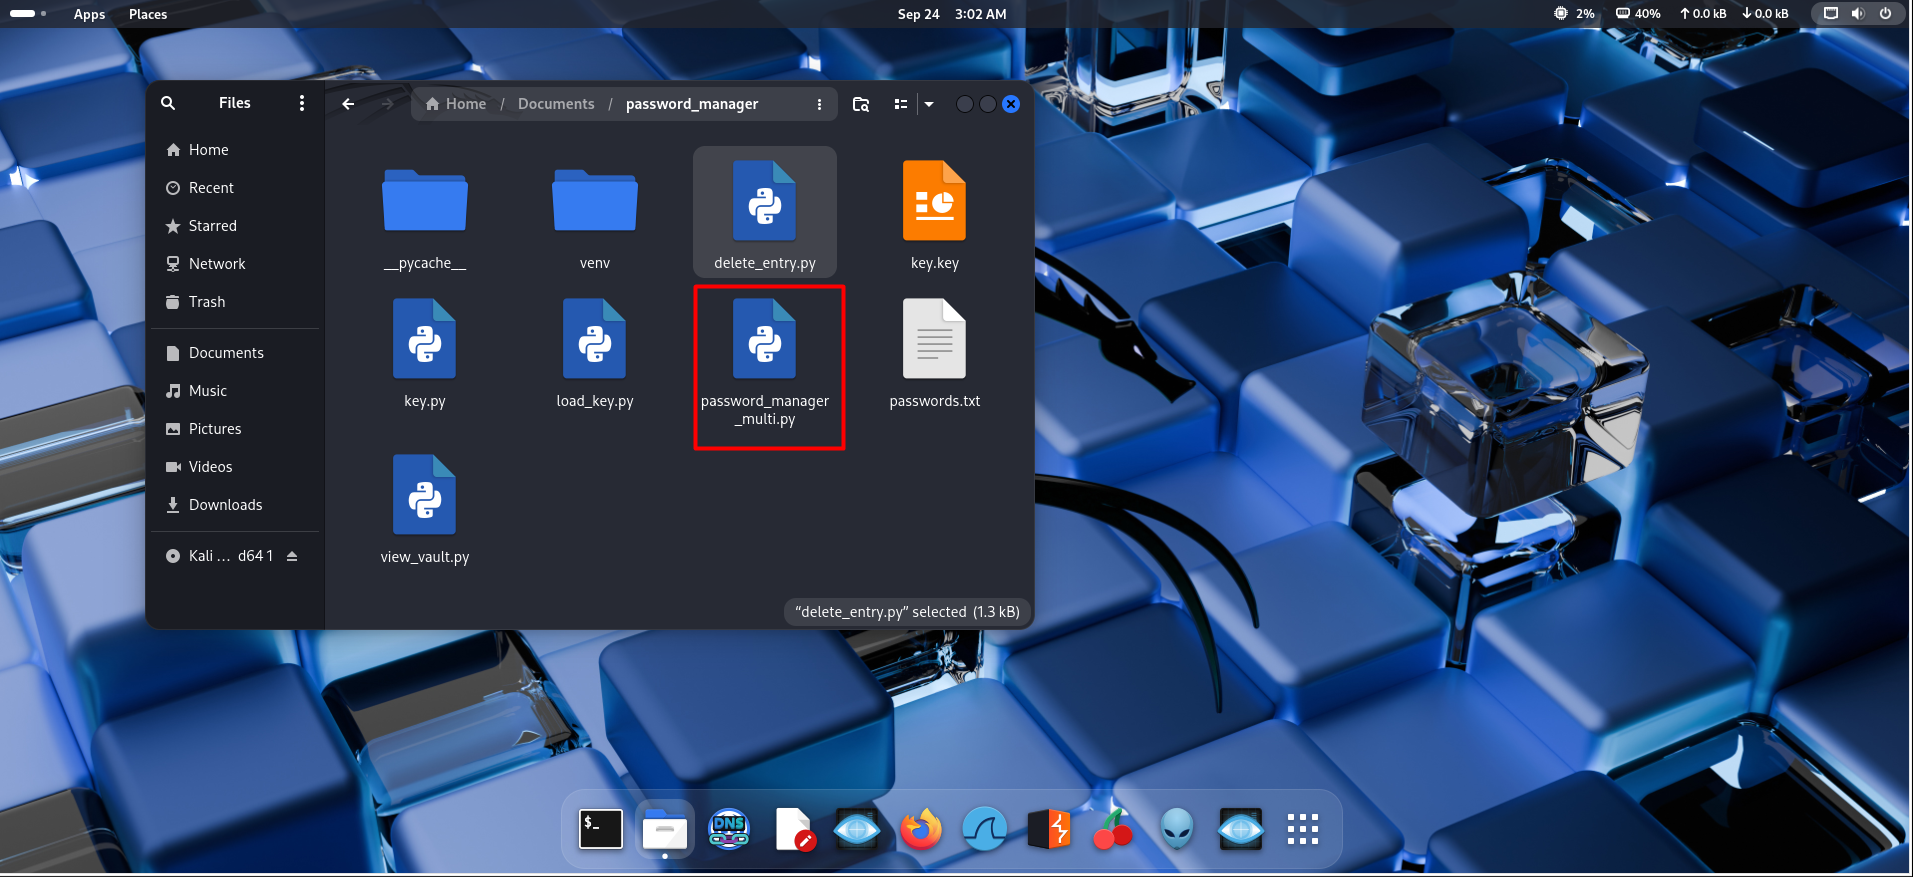 Apps Places Sep 24 3:02 AM 2% 40% 0.0 kB 0.0 kB
Files
Home / Documents / password_manager
Home
Recent
Starred
Network
Trash
Documents
Music
Pictures
Videos
Downloads
Kali ... d64 1
__pycache__ venv delete_entry.py key.key
key.py load_key.py password_manager passwords.txt
_multi.py
view_vault.py
“delete_entry.py” selected (1.3 kB)
$_ DNS